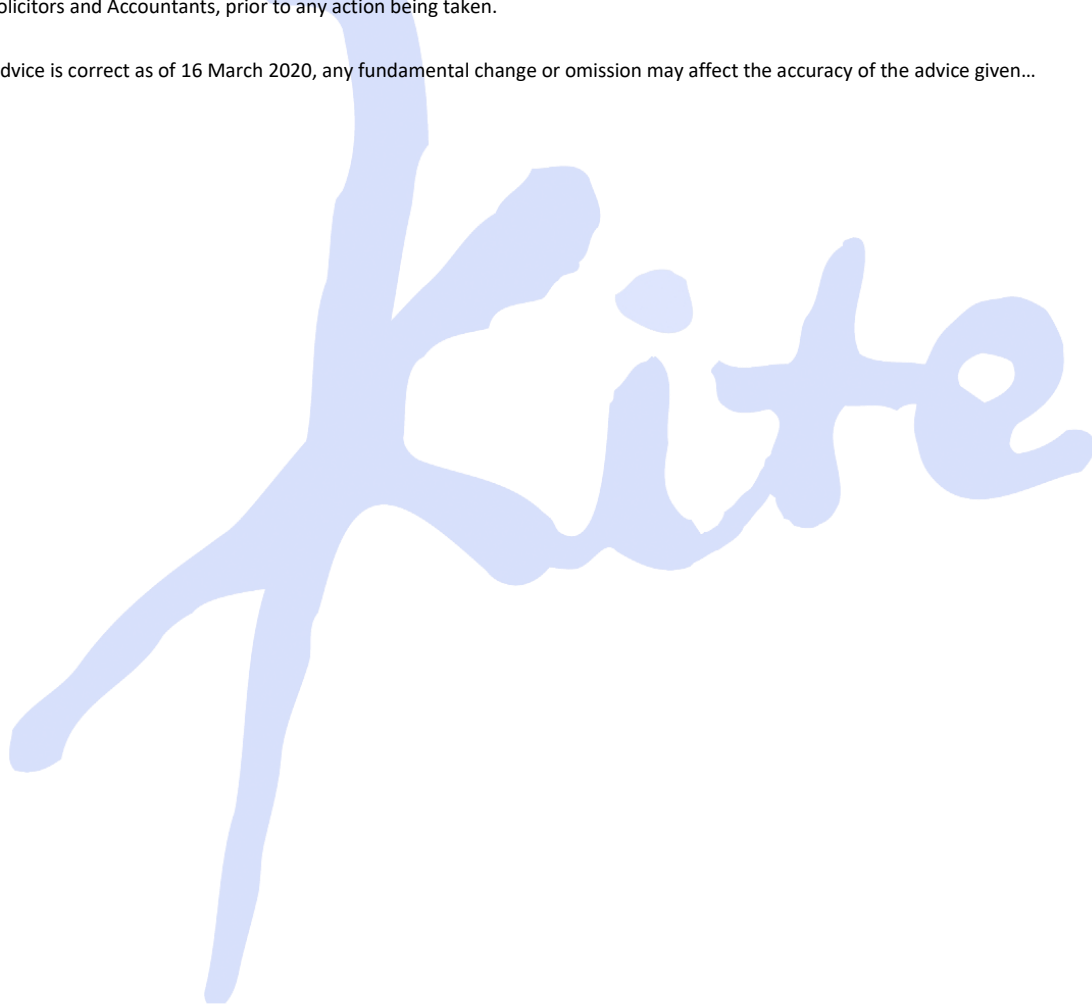 olicitors and Accountants, prior to any action being taken.
dvice is correct as of 16 March 2020, any fundamental change or omission may affect the accuracy of the advice given…
Kite